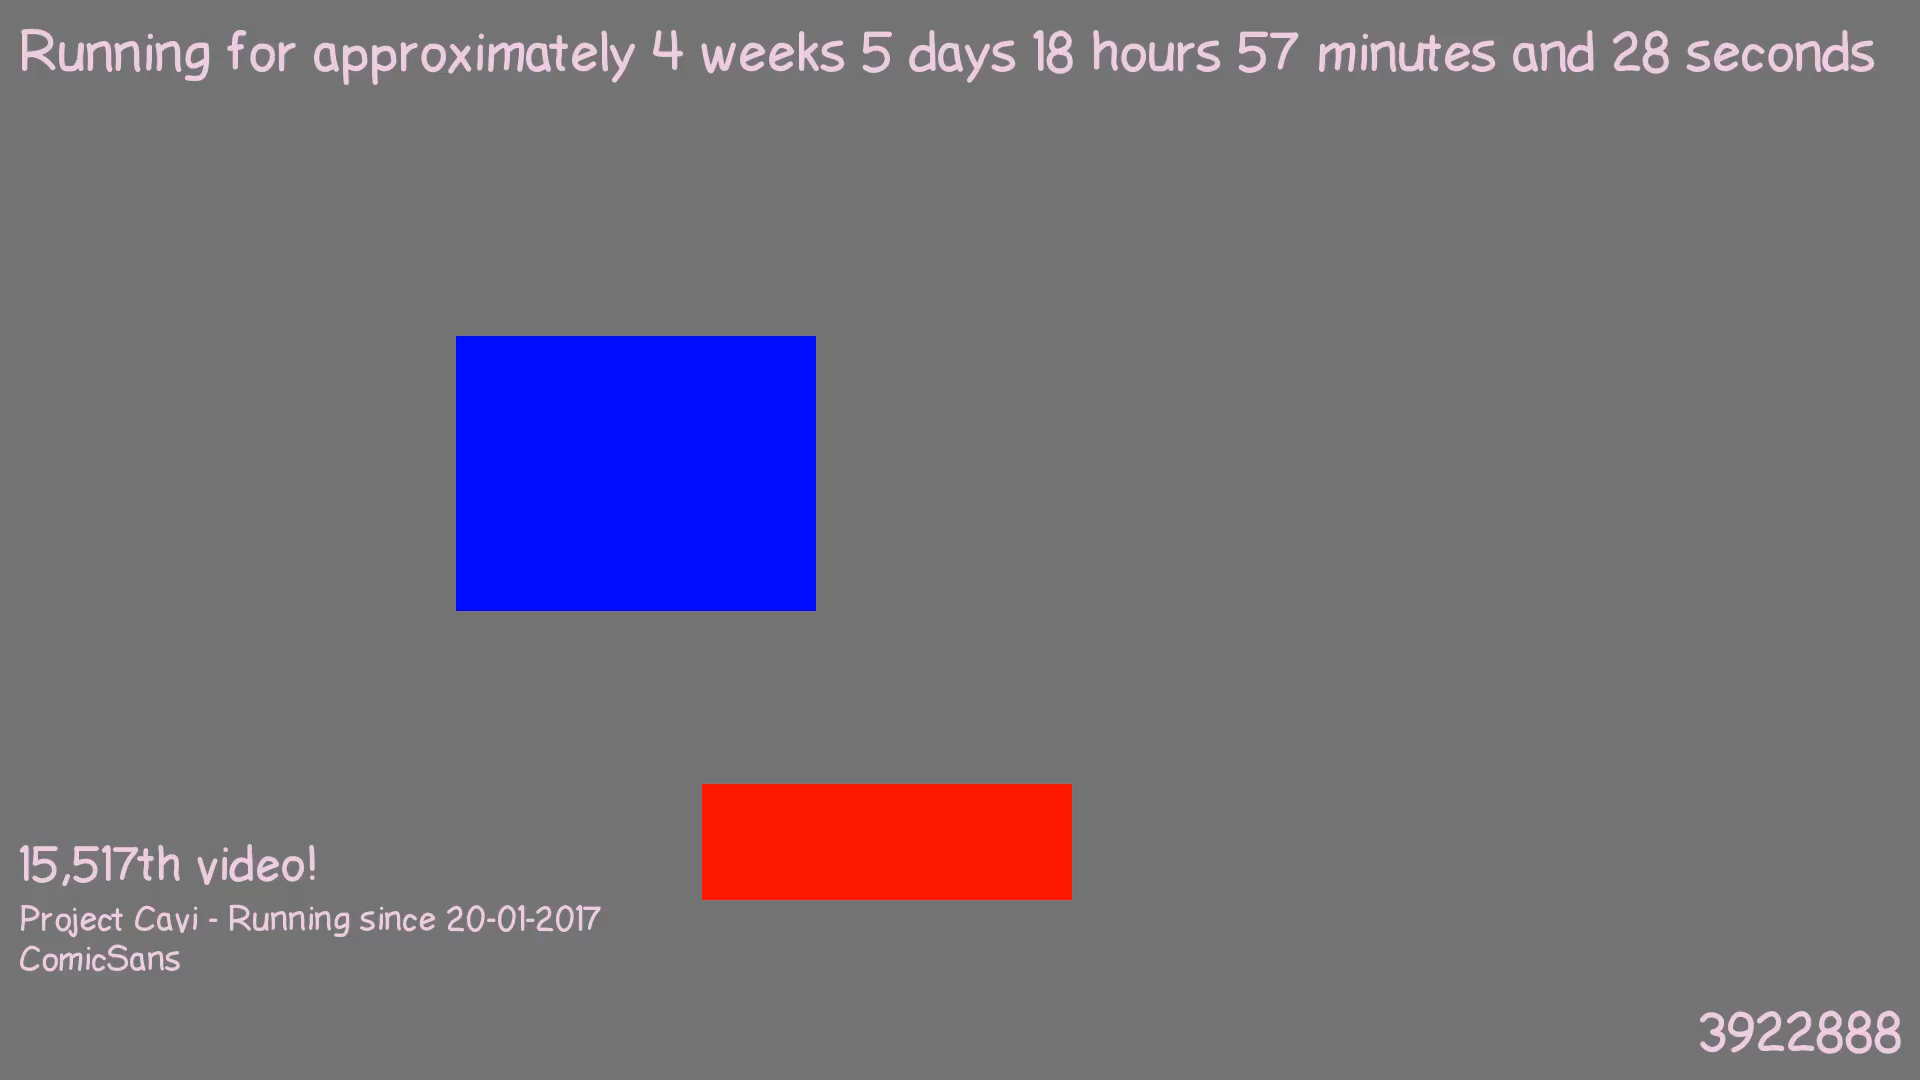 Running for approximately 4 weeks 5 days 18 hours 57 minutes and 28 seconds
15,517th video!
Project Cavi - Running since 20-01-2017
ComicSans
3922888